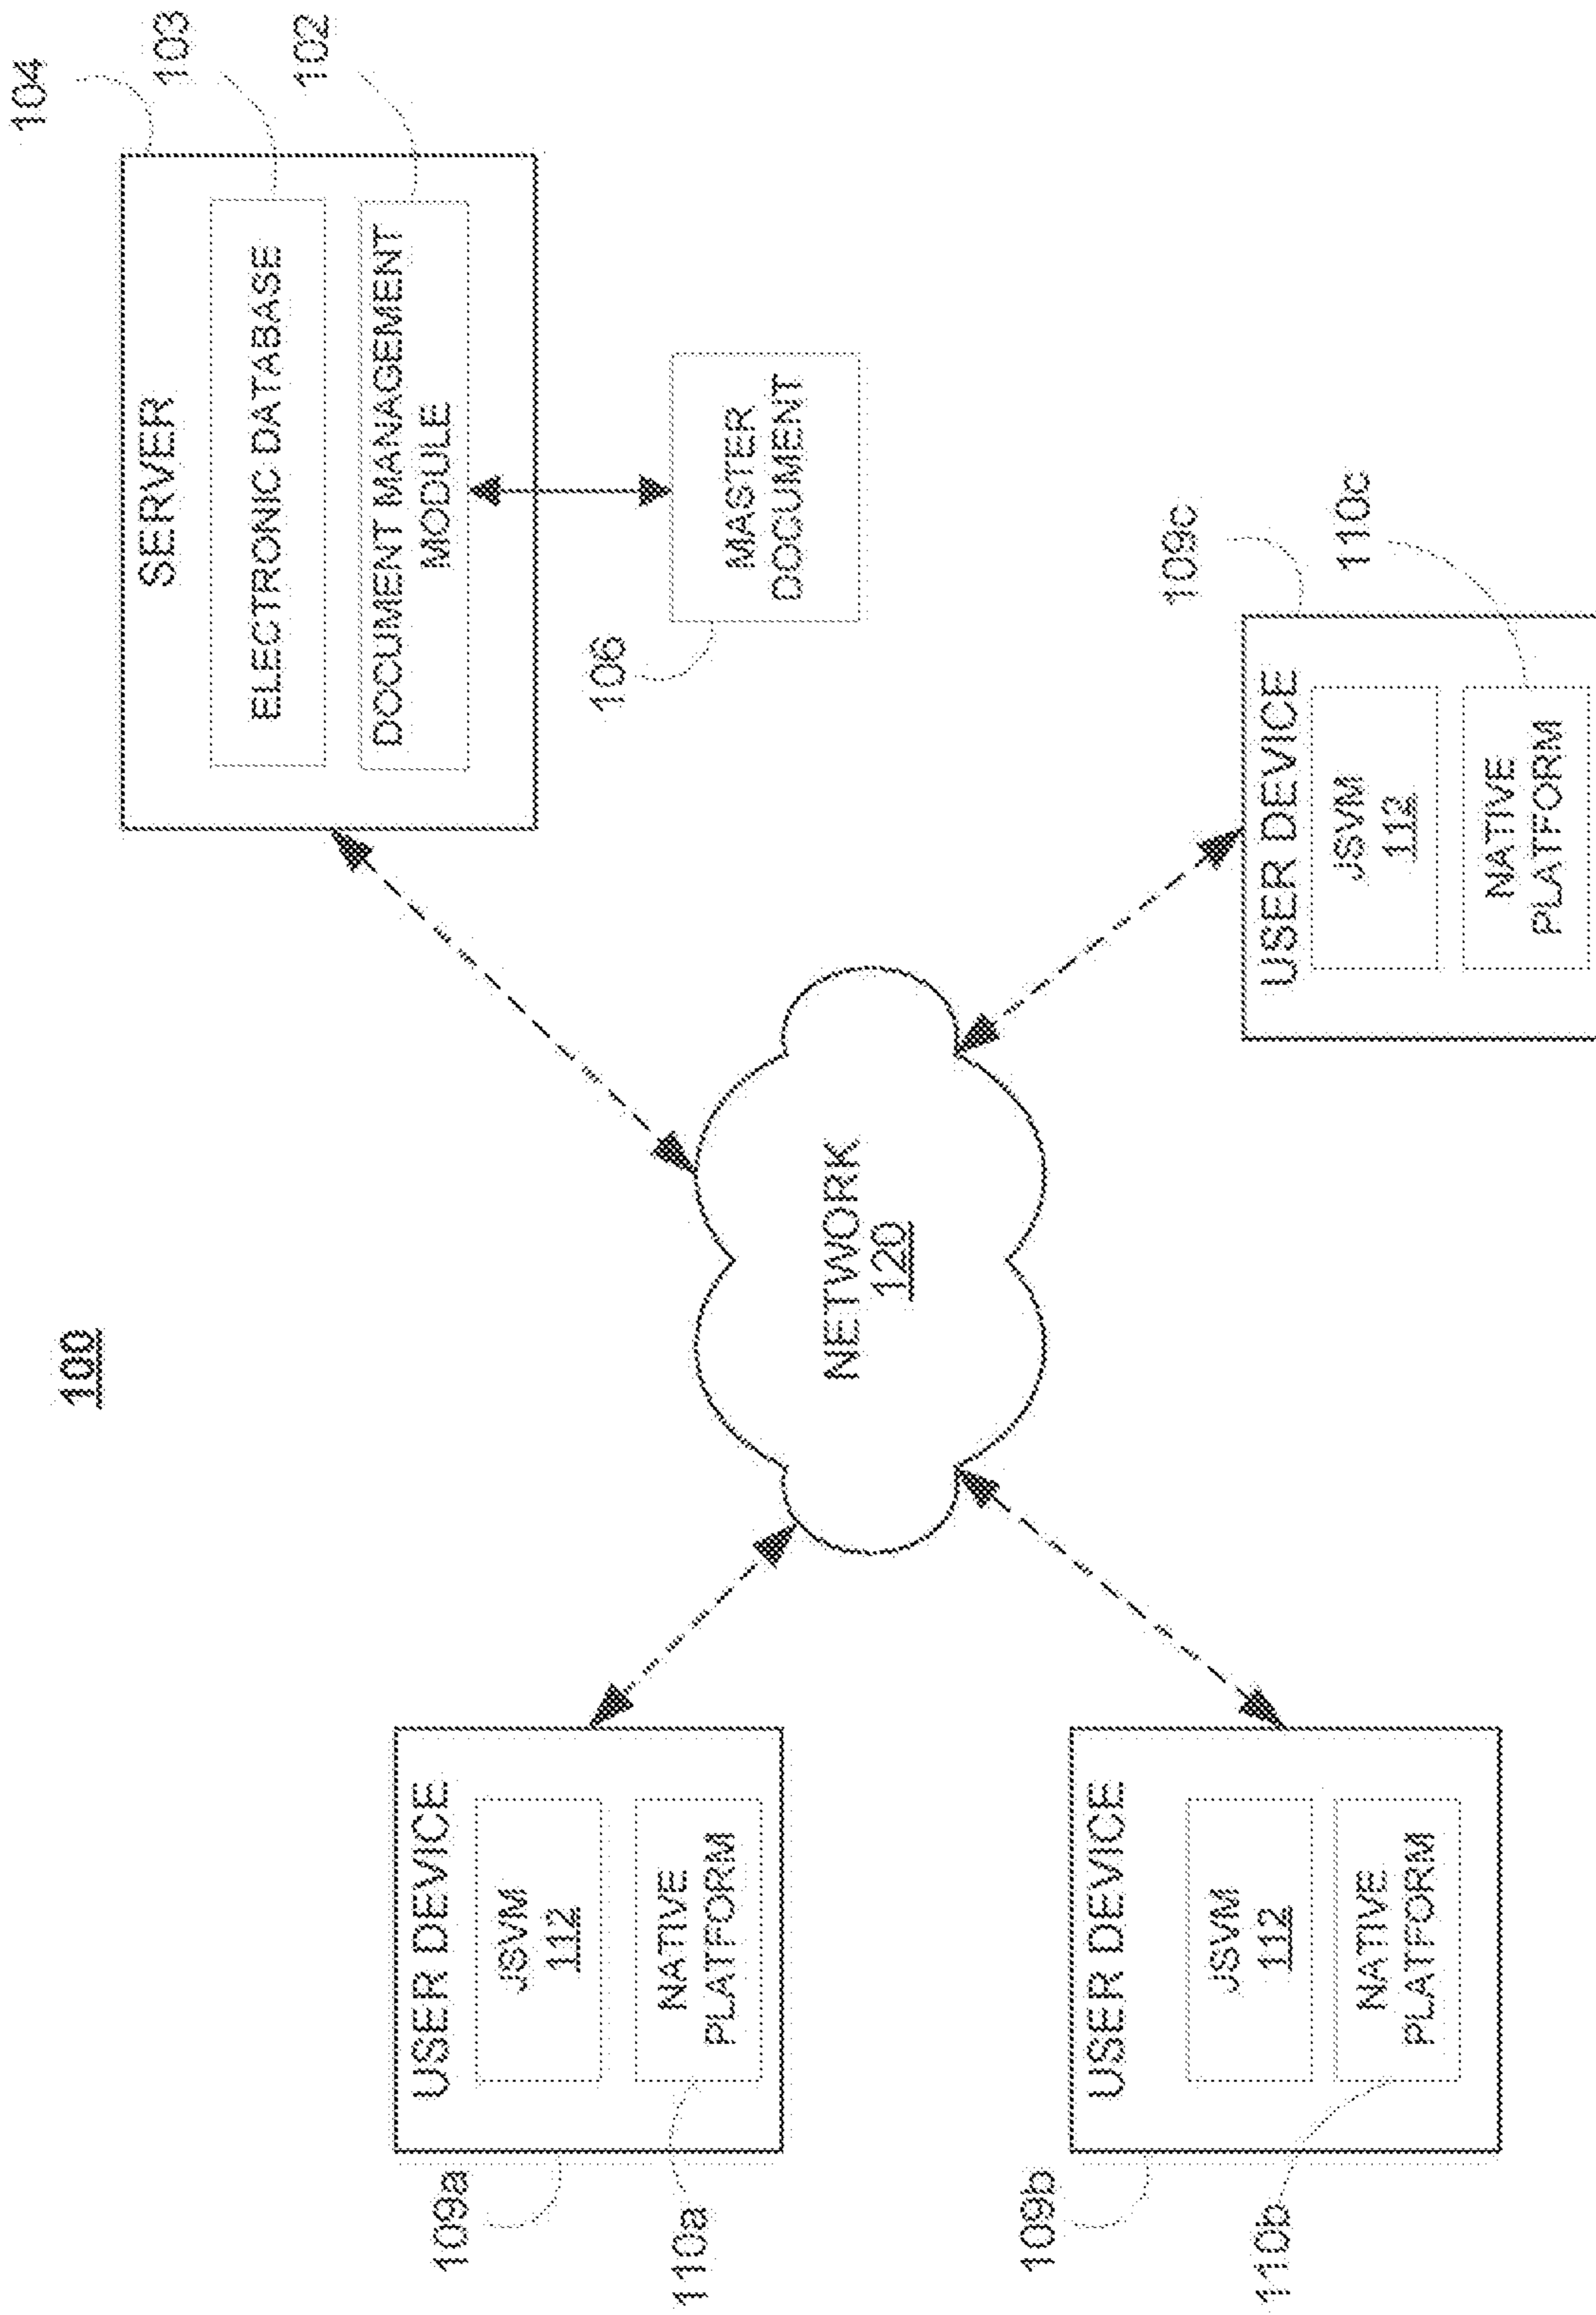 100
104
103
102
SERVER
ELECTRONIC DATABASE
DOCUMENT MANAGEMENT
MODULE
106
MASTER
DOCUMENT
109a
110a
USER DEVICE
JSVM
112
NATIVE
PLATFORM
NETWORK
120
109b
110b
USER DEVICE
JSVM
112
NATIVE
PLATFORM
109c
110c
USER DEVICE
JSVM
112
NATIVE
PLATFORM